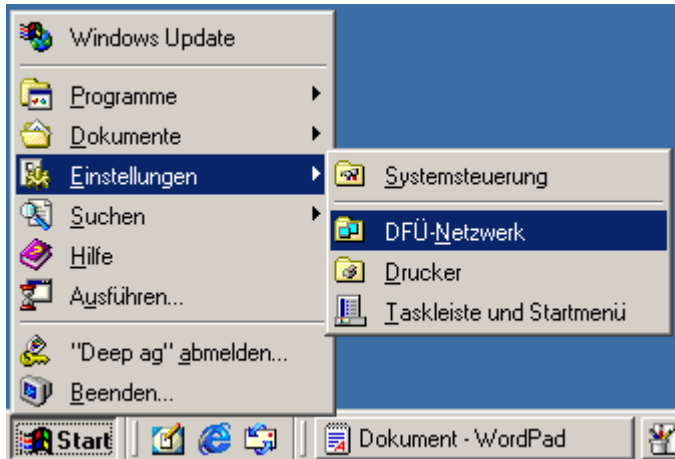 Windows Update
Programme
Dokumente
Einstellungen
Suchen
Hilfe
Ausführen...
"Deep ag" abmelden...
Beenden...
Systemsteuerung
DFÜ-Netzwerk
Drucker
Taskleiste und Startmenü
Start
Dokument - WordPad